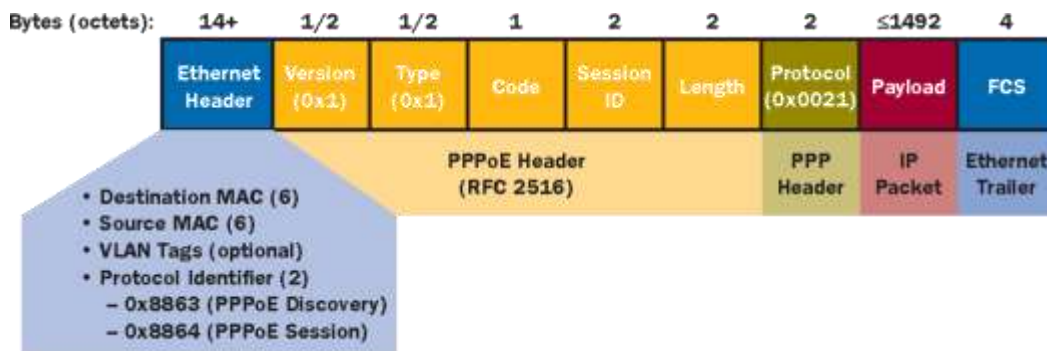 Bytes (octets): 14+ 1/2 1/2 1 2 2 2 ≤1492 4
Ethernet Header
Version (0x1)
Type (0x1)
Code
Session ID
Length
Protocol (0x0021)
Payload
FCS
PPPoE Header
(RFC 2516)
PPP
Header
IP
Packet
Ethernet
Trailer
• Destination MAC (6)
• Source MAC (6)
• VLAN Tags (optional)
• Protocol Identifier (2)
– 0x8863 (PPPoE Discovery)
– 0x8864 (PPPoE Session)